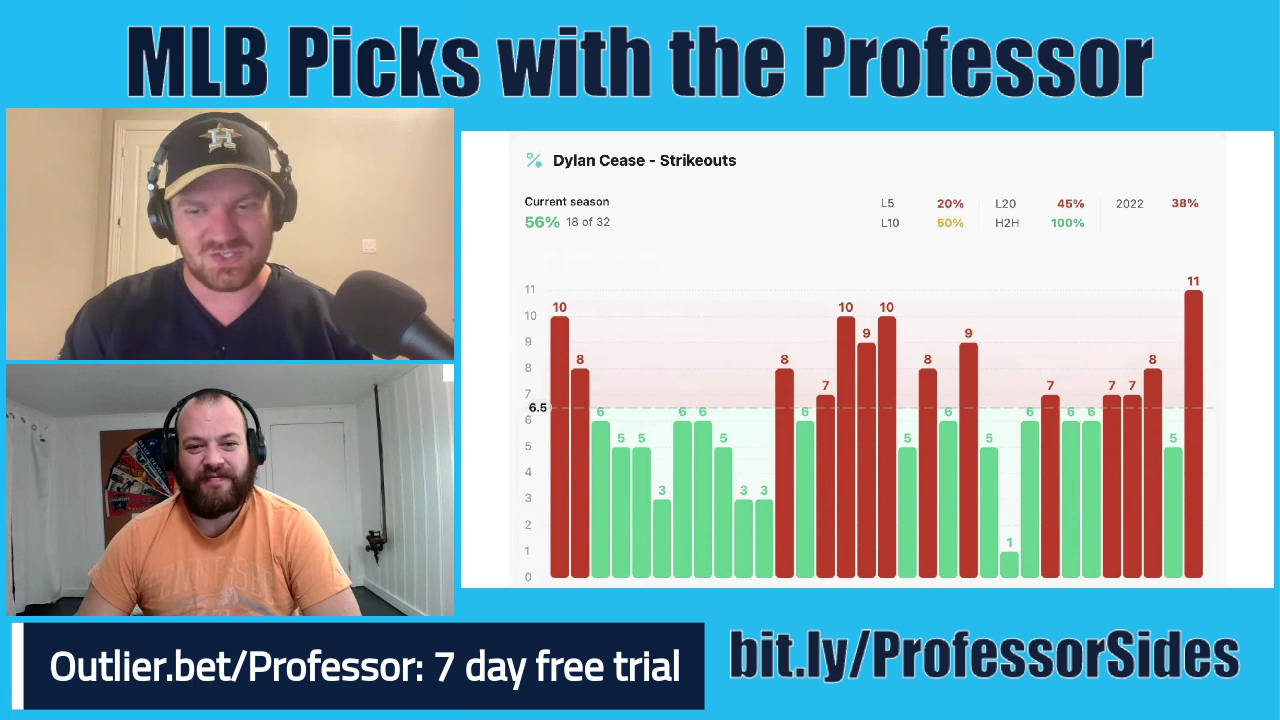 MLB Picks with the Professor
H
Dylan Cease - Strikeouts
Current season
56% 18 of 32
L5 20% L20 45% 2022 38%
L10 50% H2H 100%
11
10
9
8
7
6.5
6
5
4
3
2
1
0
10 8 6 5 5 3 6 6 5 3 3 8 6 7 10 9 10 5 8 6 9 5 1 6 7 6 6 7 7 8 5 11
Outlier.bet/Professor: 7 day free trial
bit.ly/ProfessorSides